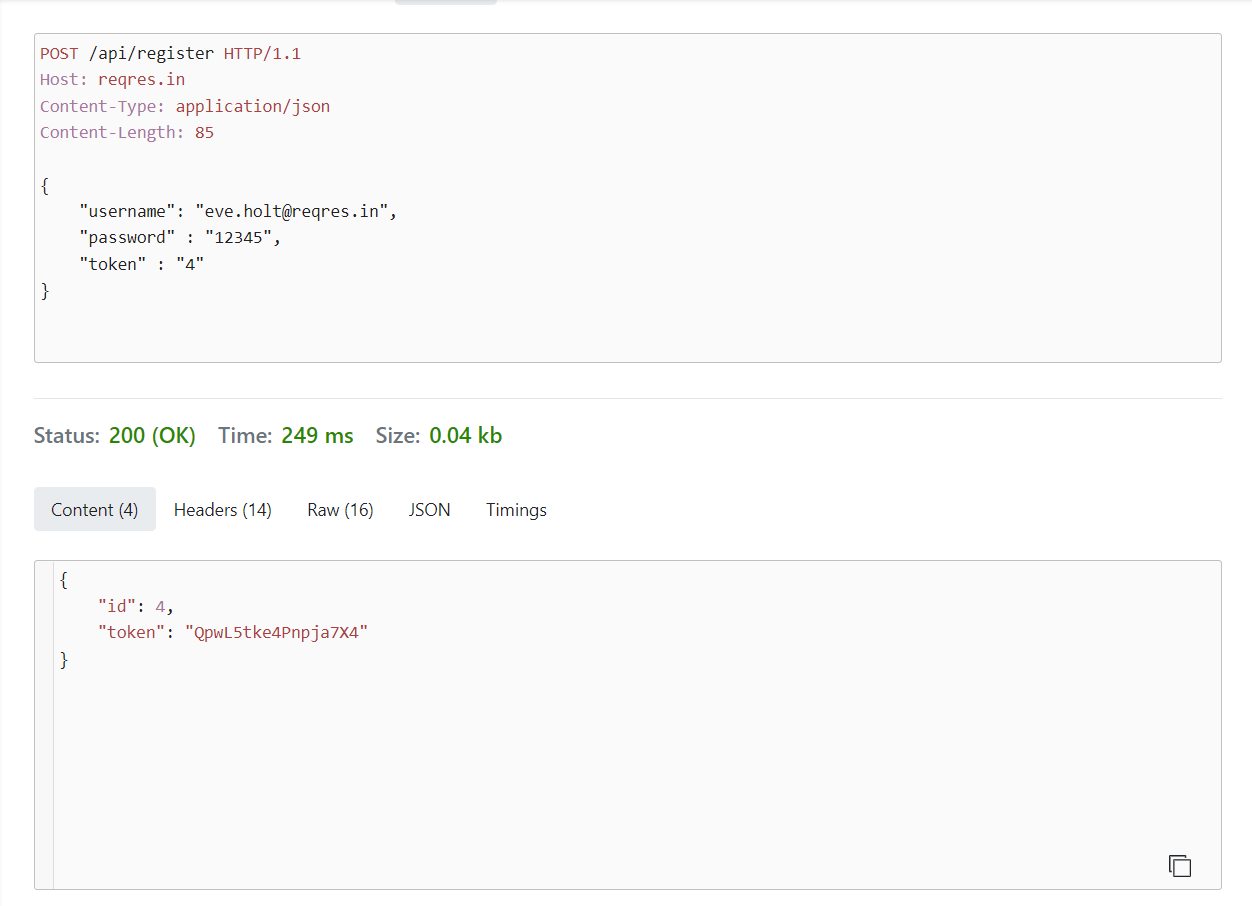 POST /api/register HTTP/1.1
Host: reqres.in
Content-Type: application/json
Content-Length: 85
{
"username": "eve.holt@reqres.in",
"password" : "12345",
"token" : "4"
}
Status: 200 (OK) Time: 249 ms Size: 0.04 kb
Content (4) Headers (14) Raw (16) JSON Timings
{
"id": 4,
"token": "QpwL5tke4Pnpja7X4"
}